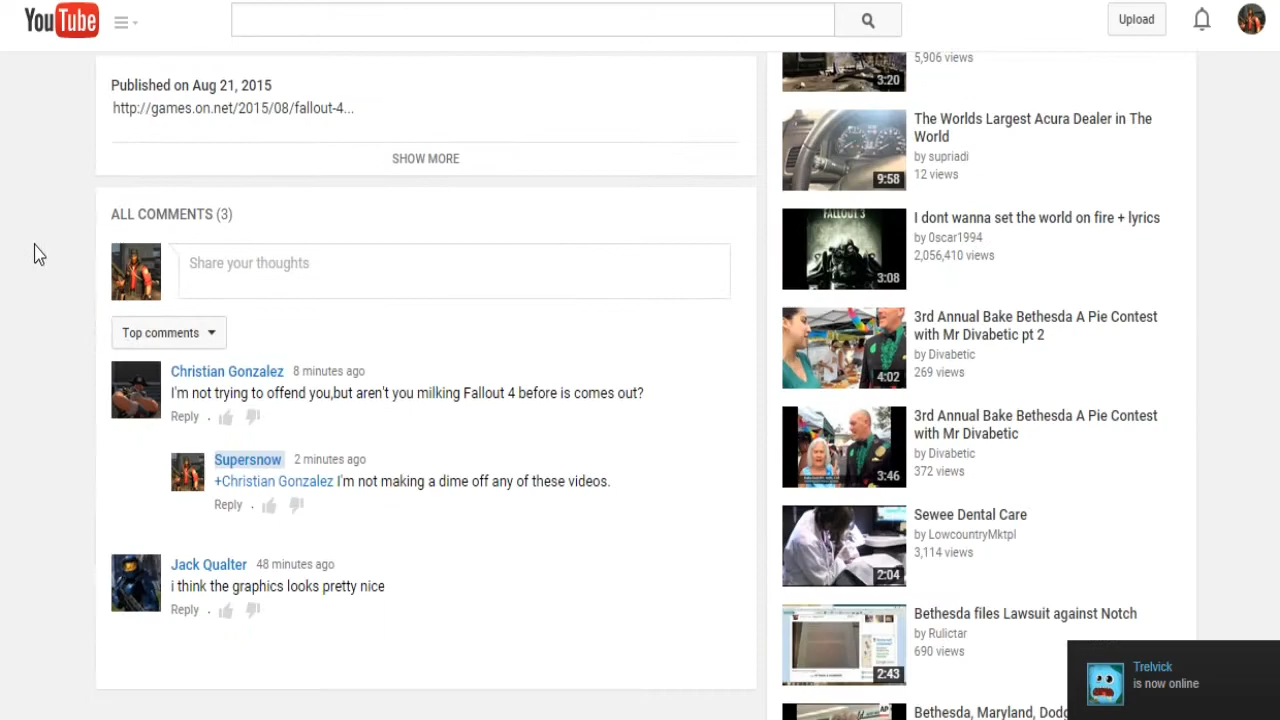 YouTube
Upload
Published on Aug 21, 2015
http://games.on.net/2015/08/fallout-4...
SHOW MORE
ALL COMMENTS (3)
Share your thoughts
Top comments
Christian Gonzalez 8 minutes ago
I'm not trying to offend you,but aren't you milking Fallout 4 before is comes out?
Reply
Supersnow 2 minutes ago
+Christian Gonzalez I'm not making a dime off any of these videos.
Reply
Jack Qualter 48 minutes ago
i think the graphics looks pretty nice
Reply
5,906 views
3:20
The Worlds Largest Acura Dealer in The
World
by supriadi
12 views
9:58
FALLOUT 3
I dont wanna set the world on fire + lyrics
by 0scar1994
2,056,410 views
3:08
3rd Annual Bake Bethesda A Pie Contest
with Mr Divabetic pt 2
by Divabetic
269 views
4:02
3rd Annual Bake Bethesda A Pie Contest
with Mr Divabetic
by Divabetic
372 views
3:46
Sewee Dental Care
by LowcountryMktpl
3,114 views
2:04
Bethesda files Lawsuit against Notch
by Rulictar
690 views
2:43
Bethesda, Maryland, Dodg
AP
Trelvick
is now online